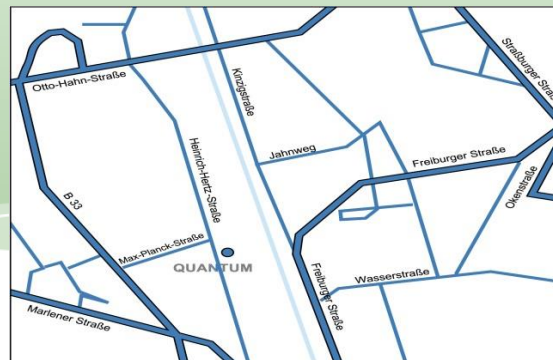 Otto-Hahn-Straße
Kinzigstraße
Straßburger Straße
Heinrich-Hertz-Straße
Jahnweg
Freiburger Straße
Okenstraße
B 33
Max-Planck-Straße
QUANTUM
Freiburger Straße
Wasserstraße
Marlener Straße